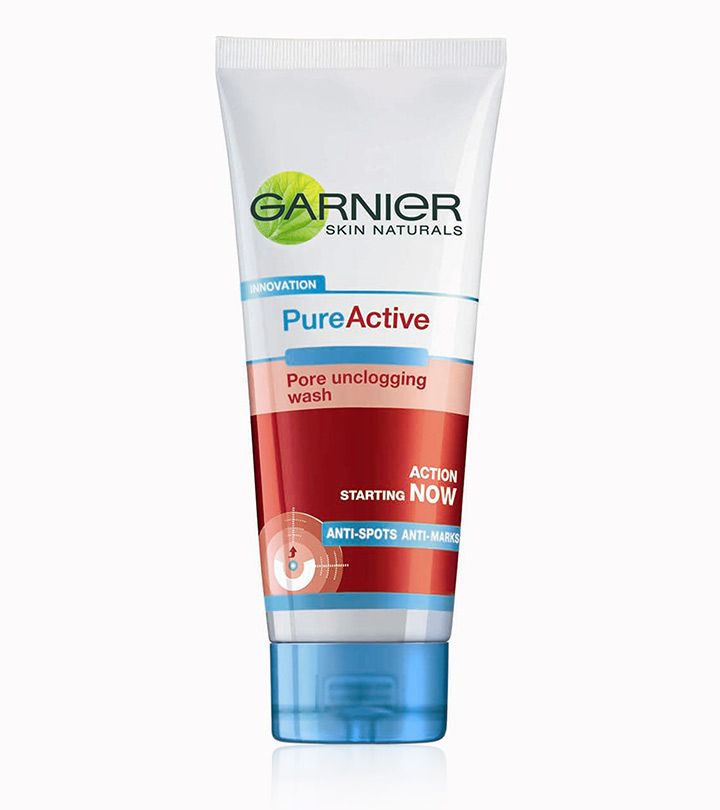 GARNIER
SKIN NATURALS
INNOVATION
PureActive
Pore unclogging
wash
ACTION
STARTING NOW
ANTI-SPOTS ANTI-MARKS